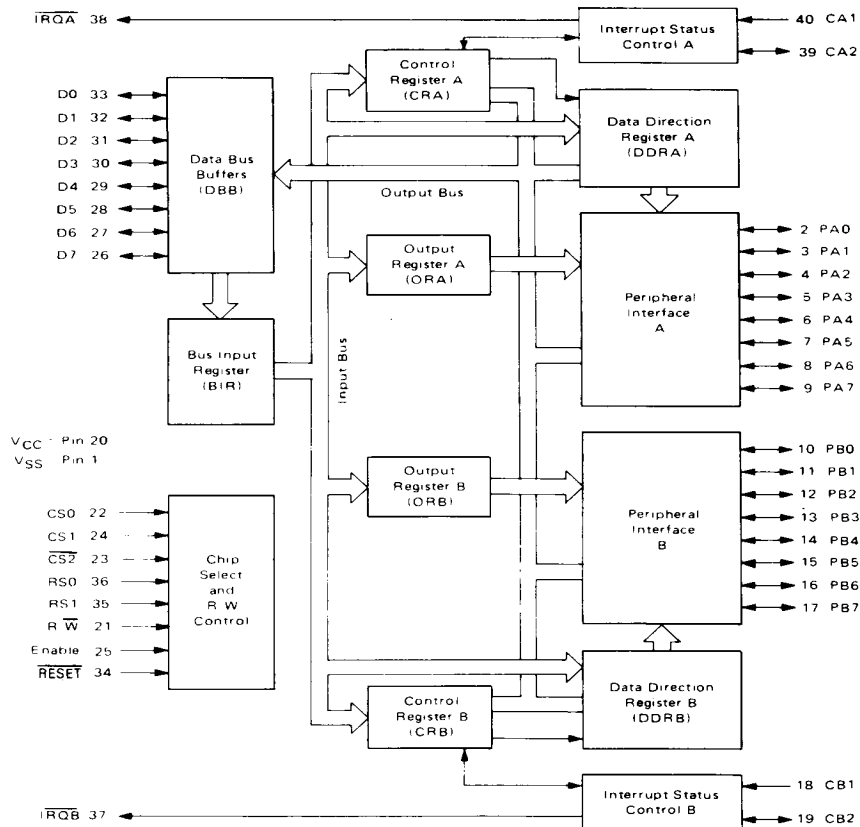 IRQA 38
Interrupt Status
Control A
40 CA1
39 CA2
Control
Register A
(CRA)
D0 33
D1 32
D2 31
D3 30
D4 29
D5 28
D6 27
D7 26
Data Bus
Buffers
(DBB)
Data Direction
Register A
(DDRA)
Output Bus
Output
Register A
(ORA)
Peripheral
Interface
A
2 PA0
3 PA1
4 PA2
5 PA3
6 PA4
7 PA5
8 PA6
9 PA7
Bus Input
Register
(BIR)
Input Bus
VCC - Pin 20
VSS Pin 1
Output
Register B
(ORB)
Peripheral
Interface
B
10 PB0
11 PB1
12 PB2
13 PB3
14 PB4
15 PB5
16 PB6
17 PB7
CS0 22
CS1 24
CS2 23
RS0 36
RS1 35
R W 21
Enable 25
RESET 34
Chip
Select
and
R W
Control
Control
Register B
(CRB)
Data Direction
Register B
(DDRB)
Interrupt Status
Control B
18 CB1
19 CB2
IRQB 37